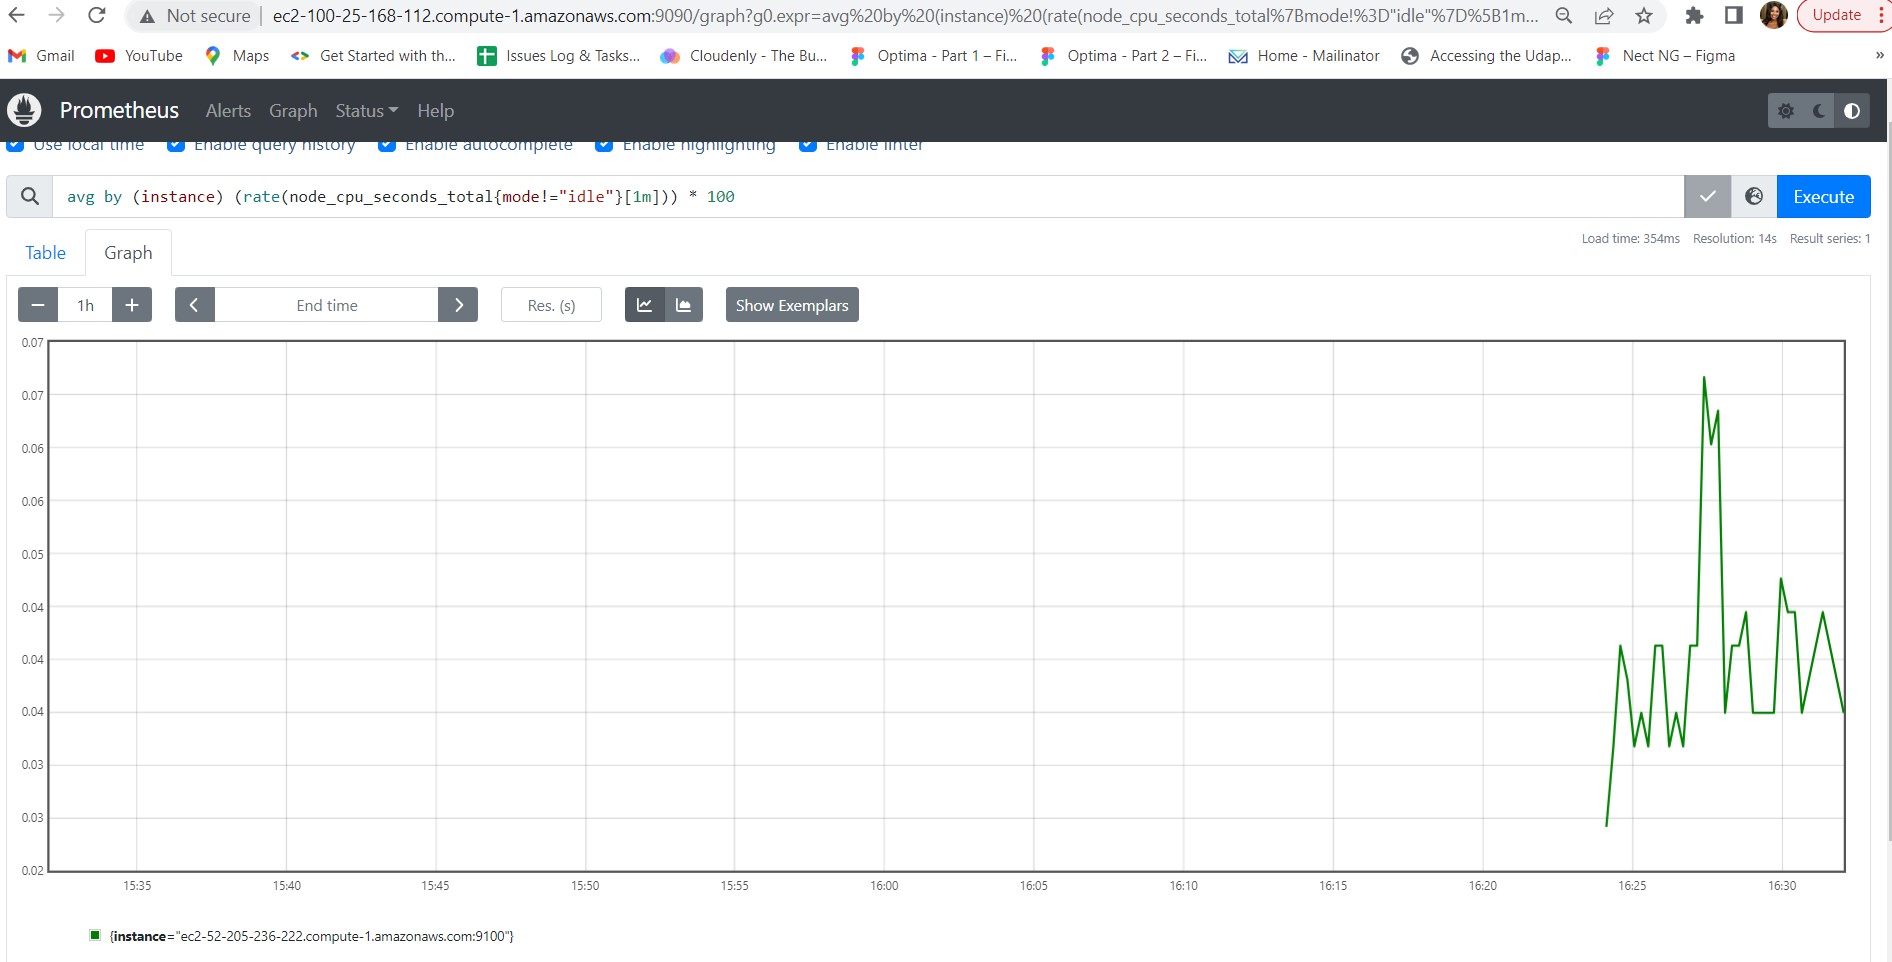 Not secure ec2-100-25-168-112.compute-1.amazonaws.com:9090/graph?g0.expr=avg%20by%20(instance)%20(rate(node_cpu_seconds_total%7Bmode!%3D"idle"%7D%5B1m... Update
Gmail YouTube Maps Get Started with th... Issues Log & Tasks... Cloudenly - The Bu... Optima - Part 1 – Fi... Optima - Part 2 – Fi... Home - Mailinator Accessing the Udap... Nect NG – Figma »
Prometheus Alerts Graph Status Help
Use local time Enable query history Enable autocomplete Enable highlighting Enable linter
avg by (instance) (rate(node_cpu_seconds_total{mode!="idle"}[1m])) * 100 Execute
Load time: 354ms Resolution: 14s Result series: 1
Table Graph
1h End time Res. (s) Show Exemplars
0.07
0.07
0.06
0.06
0.05
0.04
0.04
0.04
0.03
0.03
0.02
15:35 15:40 15:45 15:50 15:55 16:00 16:05 16:10 16:15 16:20 16:25 16:30
{instance="ec2-52-205-236-222.compute-1.amazonaws.com:9100"}